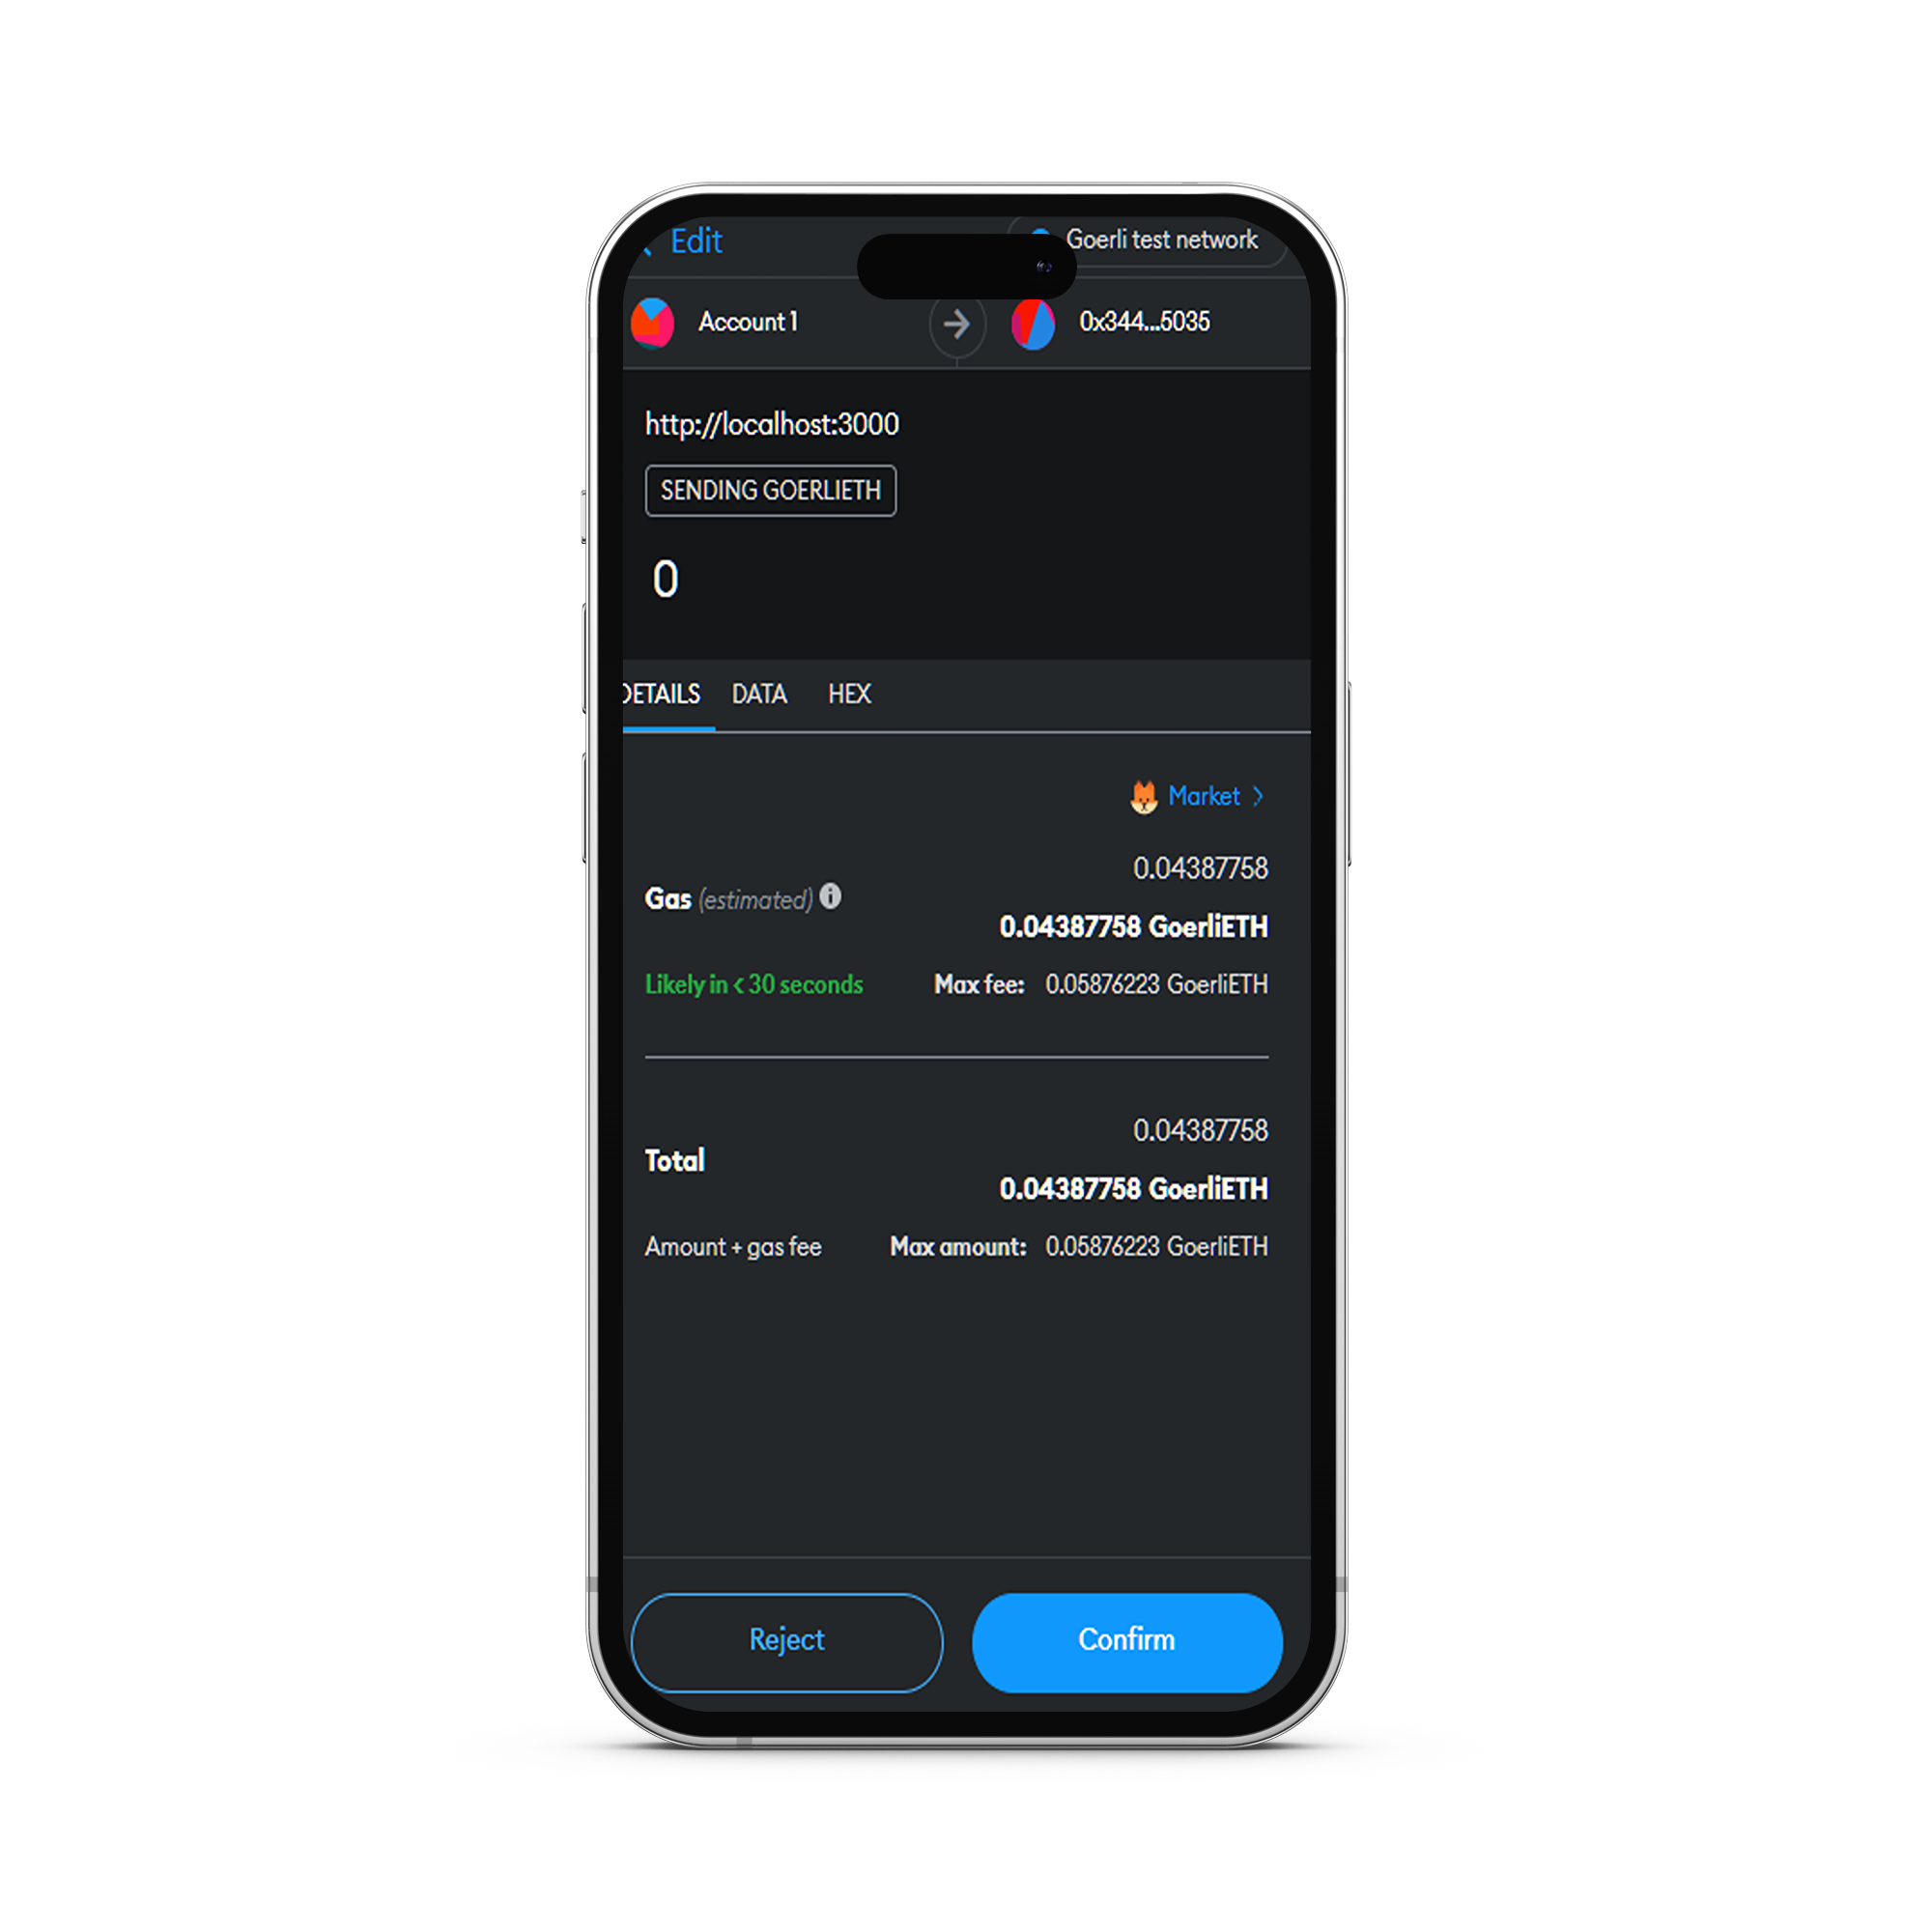 Edit
Goerli test network
Account 1
0x344...5035
http://localhost:3000
SENDING GOERLIETH
0
DETAILS DATA HEX
Market
0.04387758
Gas (estimated)
0.04387758 GoerliETH
Likely in < 30 seconds Max fee: 0.05876223 GoerliETH
0.04387758
Total
0.04387758 GoerliETH
Amount + gas fee Max amount: 0.05876223 GoerliETH
Reject
Confirm